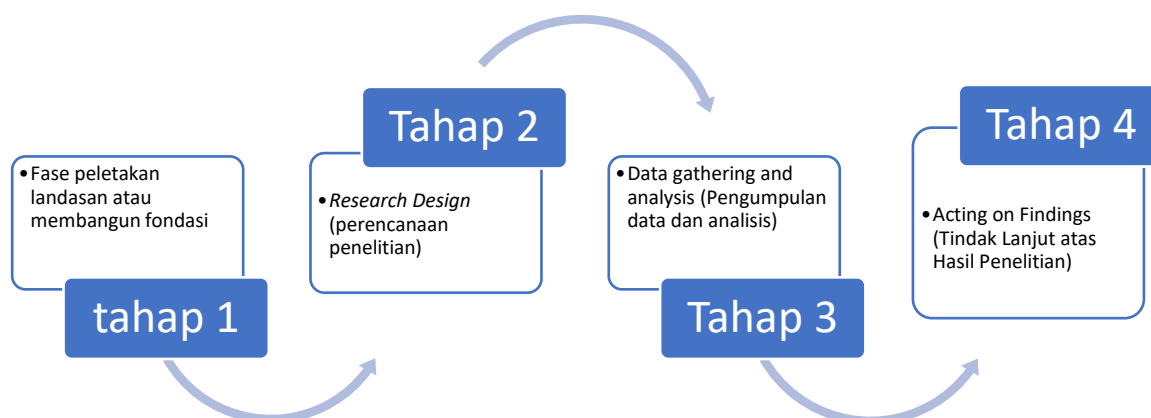 • Fase peletakan
landasan atau
membangun fondasi
tahap 1
Tahap 2
• Research Design
(perencanaan
penelitian)
• Data gathering and
analysis (Pengumpulan
data dan analisis)
Tahap 3
Tahap 4
• Acting on Findings
(Tindak Lanjut atas
Hasil Penelitian)